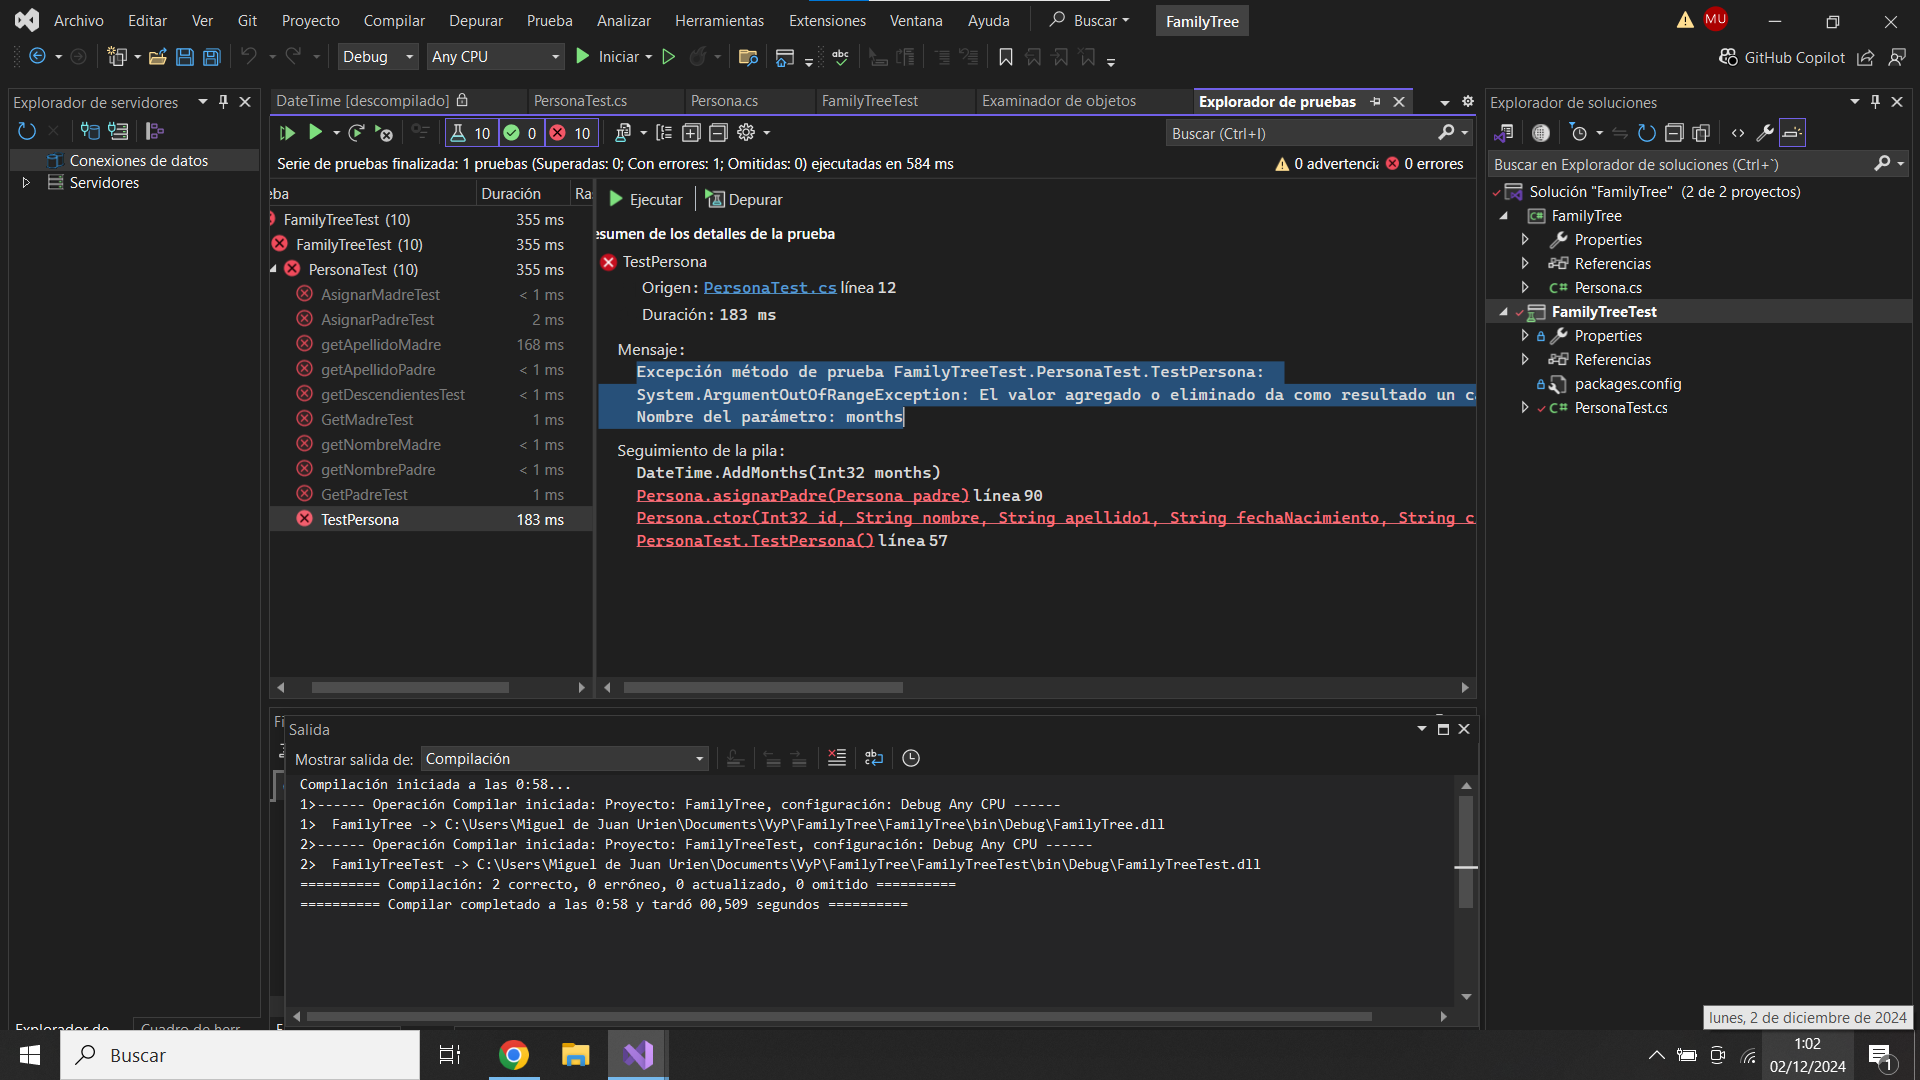 Archivo Editar Ver Git Proyecto Compilar Depurar Prueba Analizar Herramientas Extensiones Ventana Ayuda Buscar FamilyTree MU
Debug Any CPU Iniciar GitHub Copilot
Explorador de servidores
Conexiones de datos
Servidores
DateTime [descompilado] PersonaTest.cs Persona.cs FamilyTreeTest Examinador de objetos Explorador de pruebas
10 0 10 Buscar (Ctrl+I)
Serie de pruebas finalizada: 1 pruebas (Superadas: 0; Con errores: 1; Omitidas: 0) ejecutadas en 584 ms 0 advertencia 0 errores
eba Duración Ra
FamilyTreeTest (10) 355 ms
FamilyTreeTest (10) 355 ms
PersonaTest (10) 355 ms
AsignarMadreTest < 1 ms
AsignarPadreTest 2 ms
getApellidoMadre 168 ms
getApellidoPadre < 1 ms
getDescendientesTest < 1 ms
GetMadreTest 1 ms
getNombreMadre < 1 ms
getNombrePadre < 1 ms
GetPadreTest 1 ms
TestPersona 183 ms
Ejecutar Depurar
esumen de los detalles de la prueba
TestPersona
Origen: PersonaTest.cs línea 12
Duración: 183 ms
Mensaje:
Excepción método de prueba FamilyTreeTest.PersonaTest.TestPersona:
System.ArgumentOutOfRangeException: El valor agregado o eliminado da como resultado un ca
Nombre del parámetro: months
Seguimiento de la pila:
DateTime.AddMonths(Int32 months)
Persona.asignarPadre(Persona padre) línea 90
Persona.ctor(Int32 id, String nombre, String apellido1, String fechaNacimiento, String c
PersonaTest.TestPersona() línea 57
Explorador de soluciones
Buscar en Explorador de soluciones (Ctrl+`)
Solución "FamilyTree" (2 de 2 proyectos)
FamilyTree
Properties
Referencias
C# Persona.cs
FamilyTreeTest
Properties
Referencias
packages.config
C# PersonaTest.cs
Salida
Mostrar salida de: Compilación
Compilación iniciada a las 0:58...
1>------ Operación Compilar iniciada: Proyecto: FamilyTree, configuración: Debug Any CPU ------
1>  FamilyTree -> C:\Users\Miguel de Juan Urien\Documents\VyP\FamilyTree\FamilyTree\bin\Debug\FamilyTree.dll
2>------ Operación Compilar iniciada: Proyecto: FamilyTreeTest, configuración: Debug Any CPU ------
2>  FamilyTreeTest -> C:\Users\Miguel de Juan Urien\Documents\VyP\FamilyTree\FamilyTreeTest\bin\Debug\FamilyTreeTest.dll
========== Compilación: 2 correcto, 0 erróneo, 0 actualizado, 0 omitido ==========
========== Compilar completado a las 0:58 y tardó 00,509 segundos ==========
Explorador de Cuadro de herr
lunes, 2 de diciembre de 2024
Buscar
1:02
02/12/2024
1